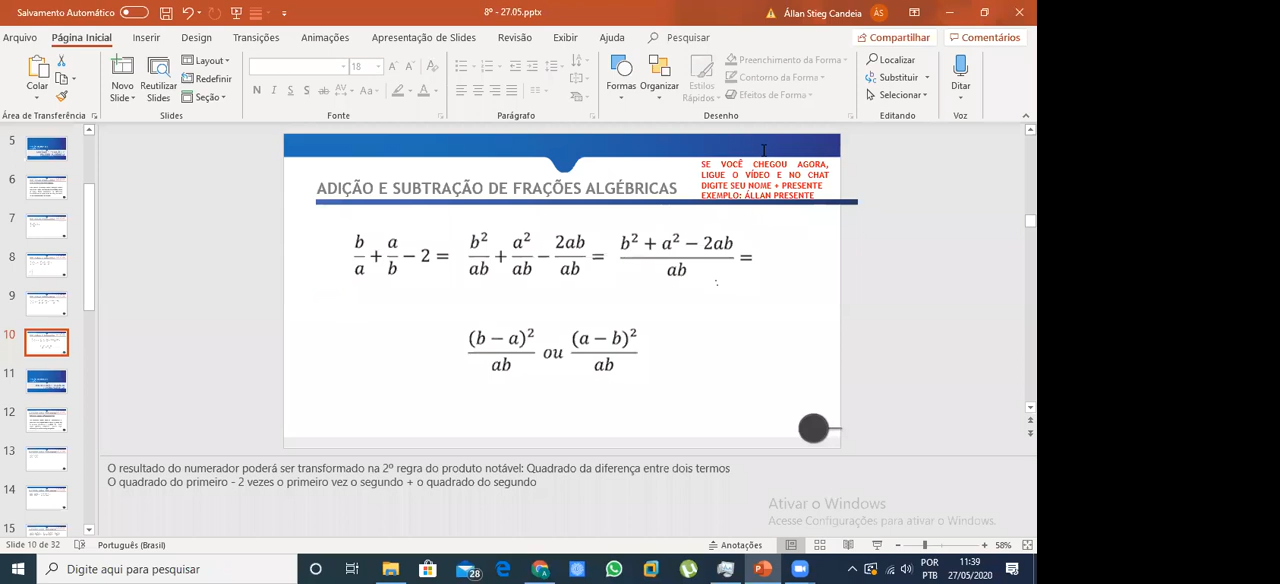 Salvamento Automático
8º - 27.05.pptx
Állan Stieg Candeia
ÁS
Arquivo
Página Inicial
Inserir
Design
Transições
Animações
Apresentação de Slides
Revisão
Exibir
Ajuda
Pesquisar
Compartilhar
Comentários
Colar
Novo
Slide
Reutilizar
Slides
Layout
Redefinir
Seção
18
N I S S ab AV Aa A
Formas
Organizar
Estilos
Rápidos
Preenchimento da Forma
Contorno da Forma
Efeitos de Forma
Localizar
Substituir
Selecionar
Ditar
Área de Transferência
Slides
Fonte
Parágrafo
Desenho
Editando
Voz
5
6
7
8
9
10
11
12
13
14
15
SE VOCÊ CHEGOU AGORA,
LIGUE O VÍDEO E NO CHAT
DIGITE SEU NOME + PRESENTE
EXEMPLO: ÁLLAN PRESENTE
ADIÇÃO E SUBTRAÇÃO DE FRAÇÕES ALGÉBRICAS
b/a + a/b − 2 = b²/ab + a²/ab − 2ab/ab = (b² + a² − 2ab)/ab =
(b − a)²/ab ou (a − b)²/ab
O resultado do numerador poderá ser transformado na 2º regra do produto notável: Quadrado da diferença entre dois termos
O quadrado do primeiro - 2 vezes o primeiro vez o segundo + o quadrado do segundo
Ativar o Windows
Acesse Configurações para ativar o Windows.
Slide 10 de 32
Português (Brasil)
Anotações
58%
Digite aqui para pesquisar
28
POR
PTB
11:39
27/05/2020